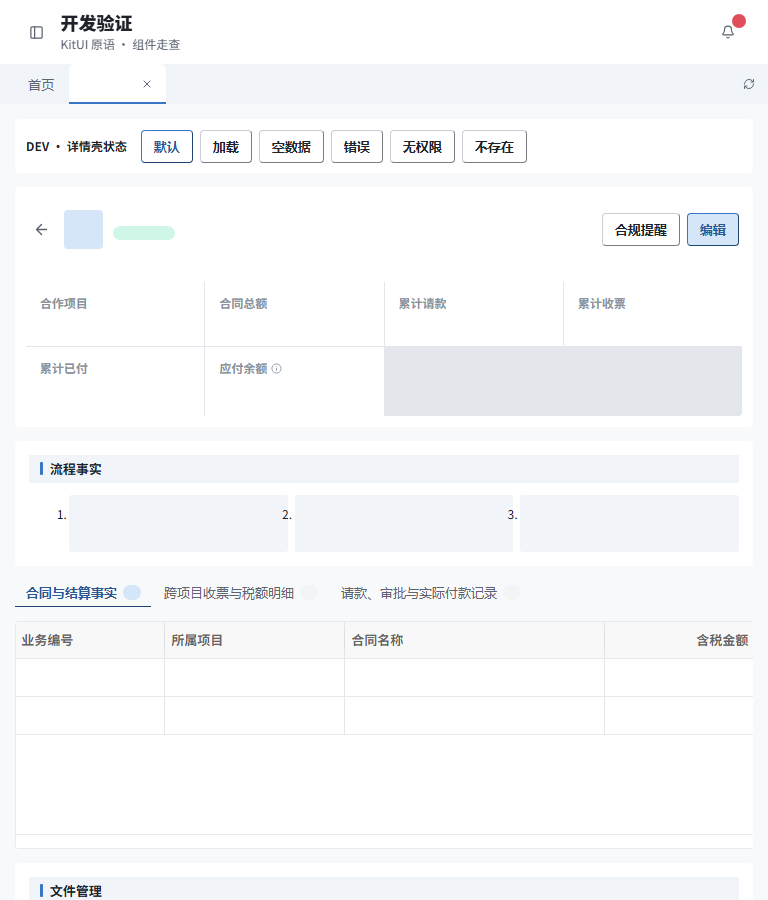 开发验证
KitUI 原语 • 组件走查
首页
DEV • 详情壳状态 默认 加载 空数据 错误 无权限 不存在
合规提醒 编辑
合作项目 合同总额 累计请款 累计收票
累计已付 应付余额
流程事实
1. 2. 3.
合同与结算事实 跨项目收票与税额明细 请款、审批与实际付款记录
业务编号 所属项目 合同名称 含税金额
文件管理